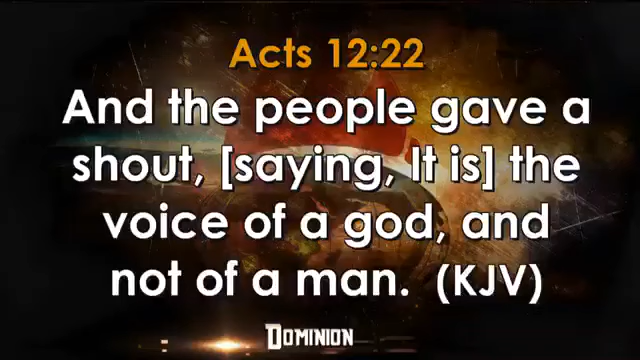 Acts 12:22
And the people gave a
shout, [saying, It is] the
voice of a god, and
not of a man. (KJV)
DOMINION